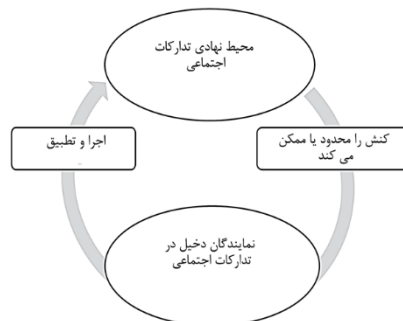 محیط نهادی تدارکات
اجتماعی
کنش را محدود یا ممکن
می کند
اجرا و تطبیق
نمایندگان دخیل در
تدارکات اجتماعی